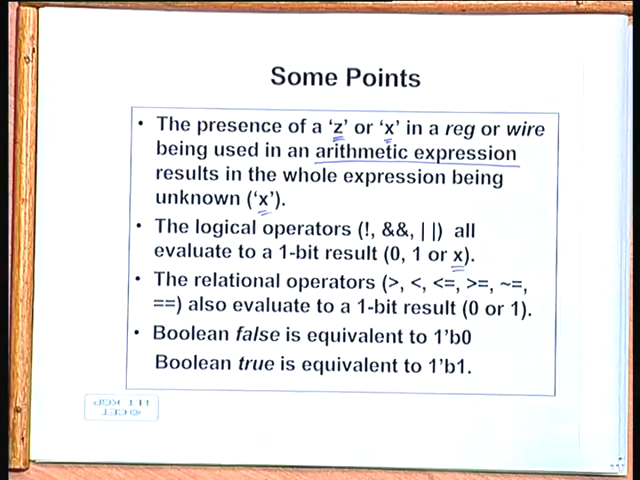 Some Points
• The presence of a ‘z’ or ‘x’ in a reg or wire
being used in an arithmetic expression
results in the whole expression being
unknown (‘x’).
• The logical operators (!, &&, | |) all
evaluate to a 1-bit result (0, 1 or x).
• The relational operators (>, <, <=, >=, ~=,
==) also evaluate to a 1-bit result (0 or 1).
• Boolean false is equivalent to 1’b0
Boolean true is equivalent to 1’b1.
© CET
I.I.T. KGP